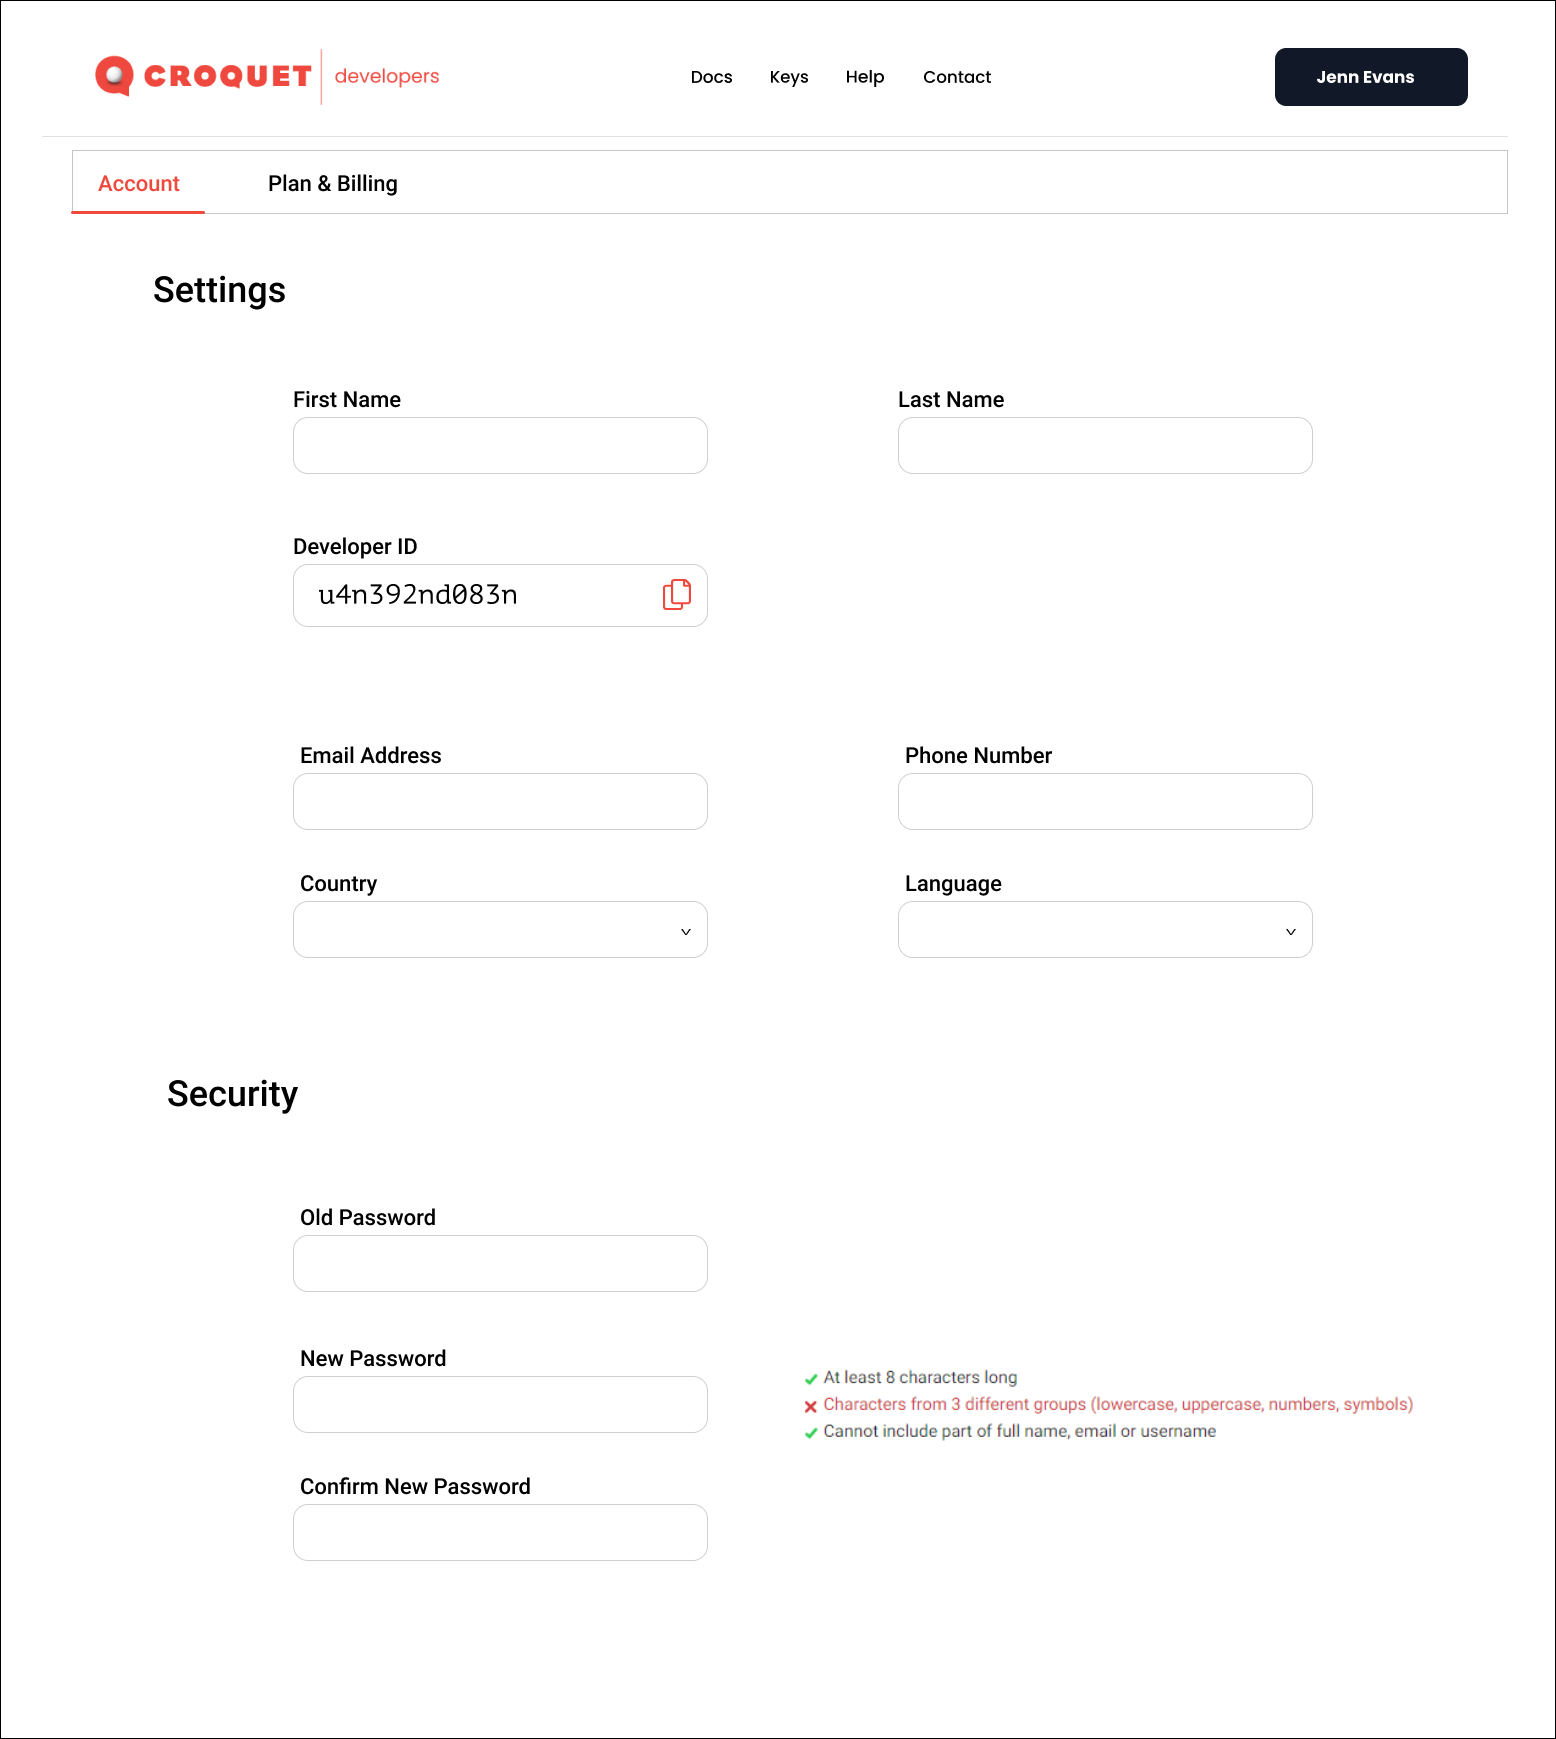 CROQUET developers
Docs Keys Help Contact
Jenn Evans
Account Plan & Billing
Settings
First Name Last Name
Developer ID
u4n392nd083n
Email Address Phone Number
Country Language
Security
Old Password
New Password
At least 8 characters long
Characters from 3 different groups (lowercase, uppercase, numbers, symbols)
Cannot include part of full name, email or username
Confirm New Password